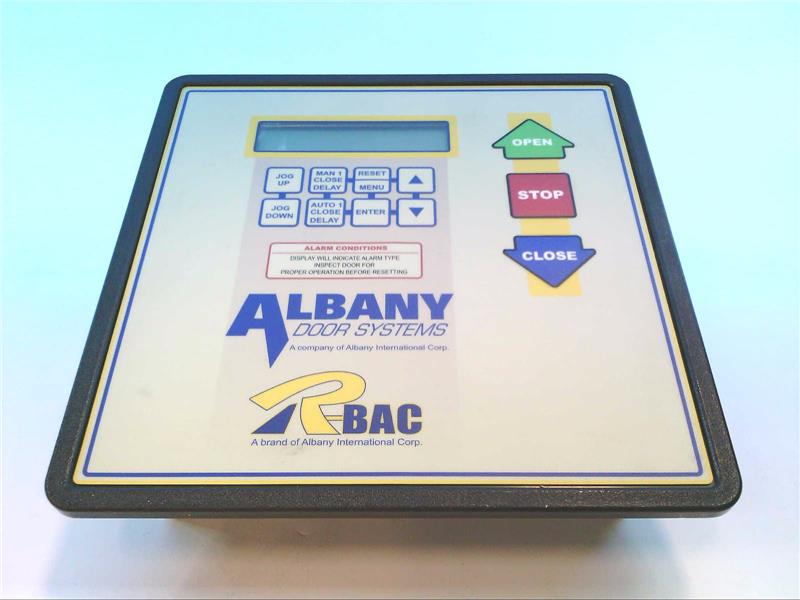 JOG
UP
MAN 1
CLOSE
DELAY
RESET
MENU
JOG
DOWN
AUTO 1
CLOSE
DELAY
ENTER
ALARM CONDITIONS
DISPLAY WILL INDICATE ALARM TYPE
INSPECT DOOR FOR
PROPER OPERATION BEFORE RESETTING
ALBANY
DOOR SYSTEMS
A company of Albany International Corp.
R-BAC
A brand of Albany International Corp.
OPEN
STOP
CLOSE